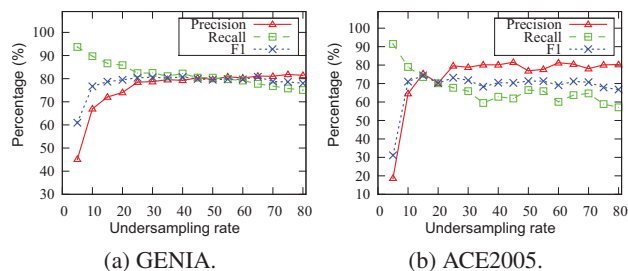 Percentage (%)
100
90
80
70
60
50
40
30
0 10 20 30 40 50 60 70 80
Undersampling rate
Precision
Recall
F1
(a) GENIA.
Percentage (%)
100
90
80
70
60
50
40
30
20
10
0 10 20 30 40 50 60 70 80
Undersampling rate
Precision
Recall
F1
(b) ACE2005.